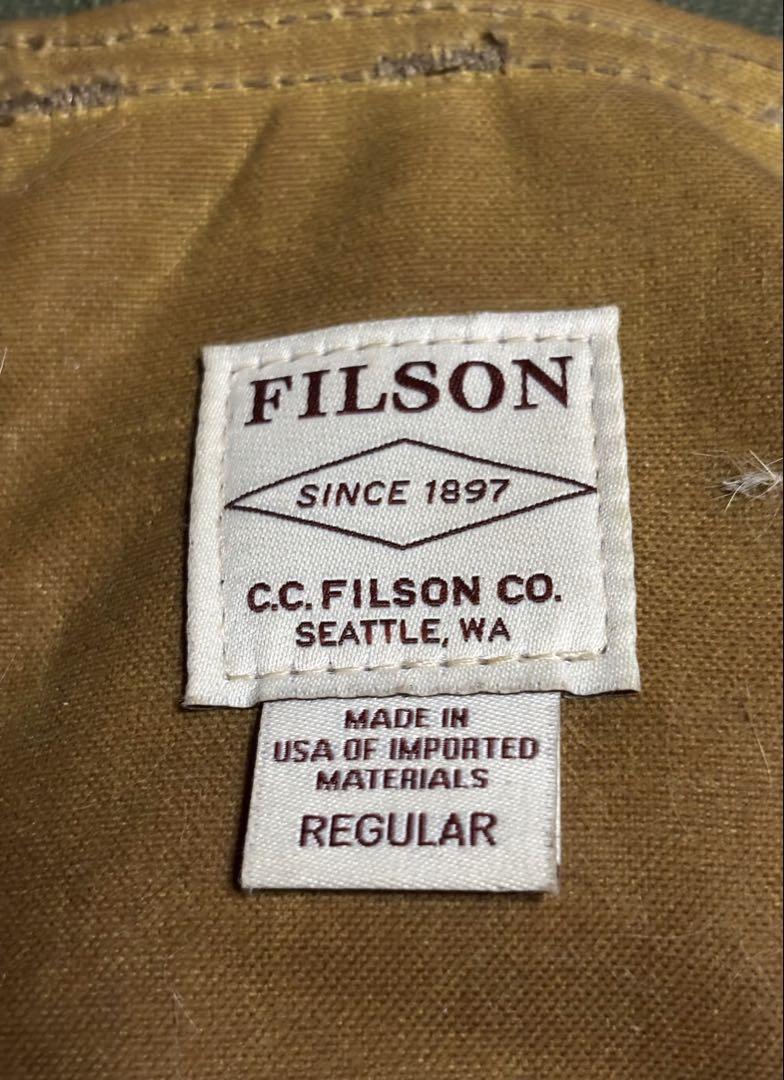 FILSON
SINCE 1897
C.C. FILSON CO.
SEATTLE, WA
MADE IN
USA OF IMPORTED
MATERIALS
REGULAR